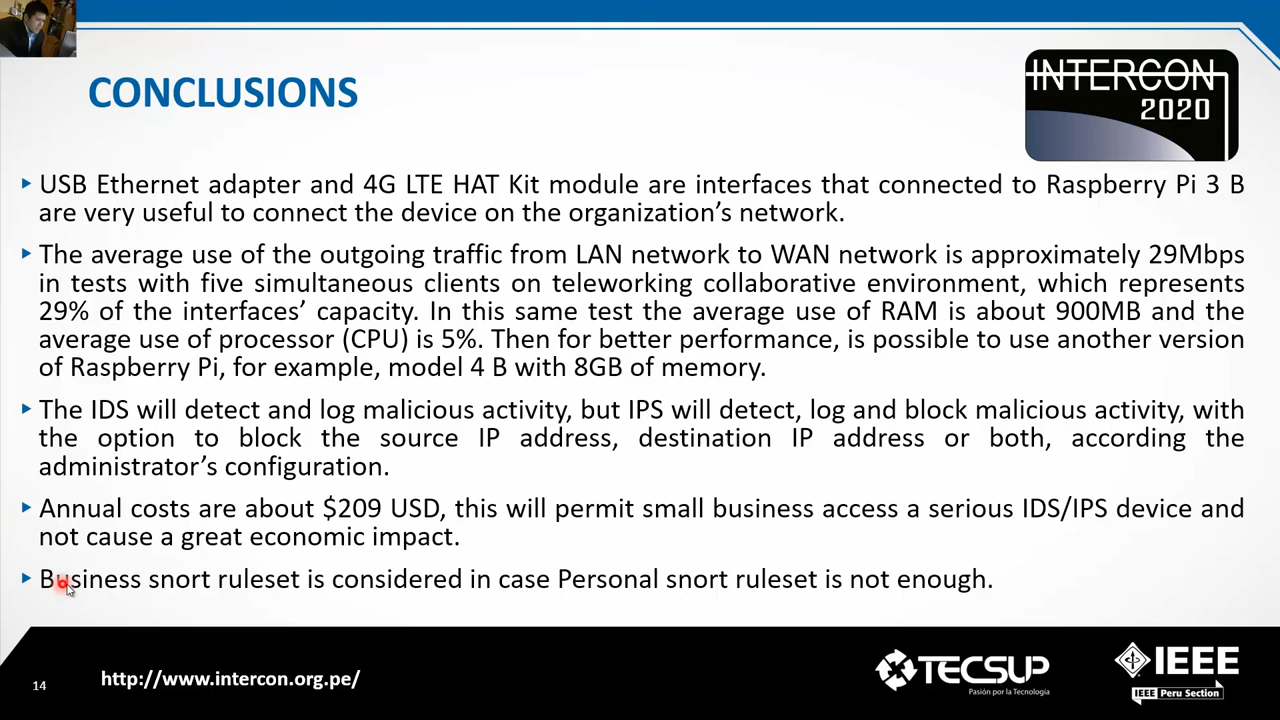 CONCLUSIONS
INTERCON
2020
USB Ethernet adapter and 4G LTE HAT Kit module are interfaces that connected to Raspberry Pi 3 B
are very useful to connect the device on the organization’s network.
The average use of the outgoing traffic from LAN network to WAN network is approximately 29Mbps
in tests with five simultaneous clients on teleworking collaborative environment, which represents
29% of the interfaces’ capacity. In this same test the average use of RAM is about 900MB and the
average use of processor (CPU) is 5%. Then for better performance, is possible to use another version
of Raspberry Pi, for example, model 4 B with 8GB of memory.
The IDS will detect and log malicious activity, but IPS will detect, log and block malicious activity, with
the option to block the source IP address, destination IP address or both, according the
administrator’s configuration.
Annual costs are about $209 USD, this will permit small business access a serious IDS/IPS device and
not cause a great economic impact.
Business snort ruleset is considered in case Personal snort ruleset is not enough.
14
http://www.intercon.org.pe/
TECSUP
Pasión por la Tecnología
IEEE
IEEE Peru Section